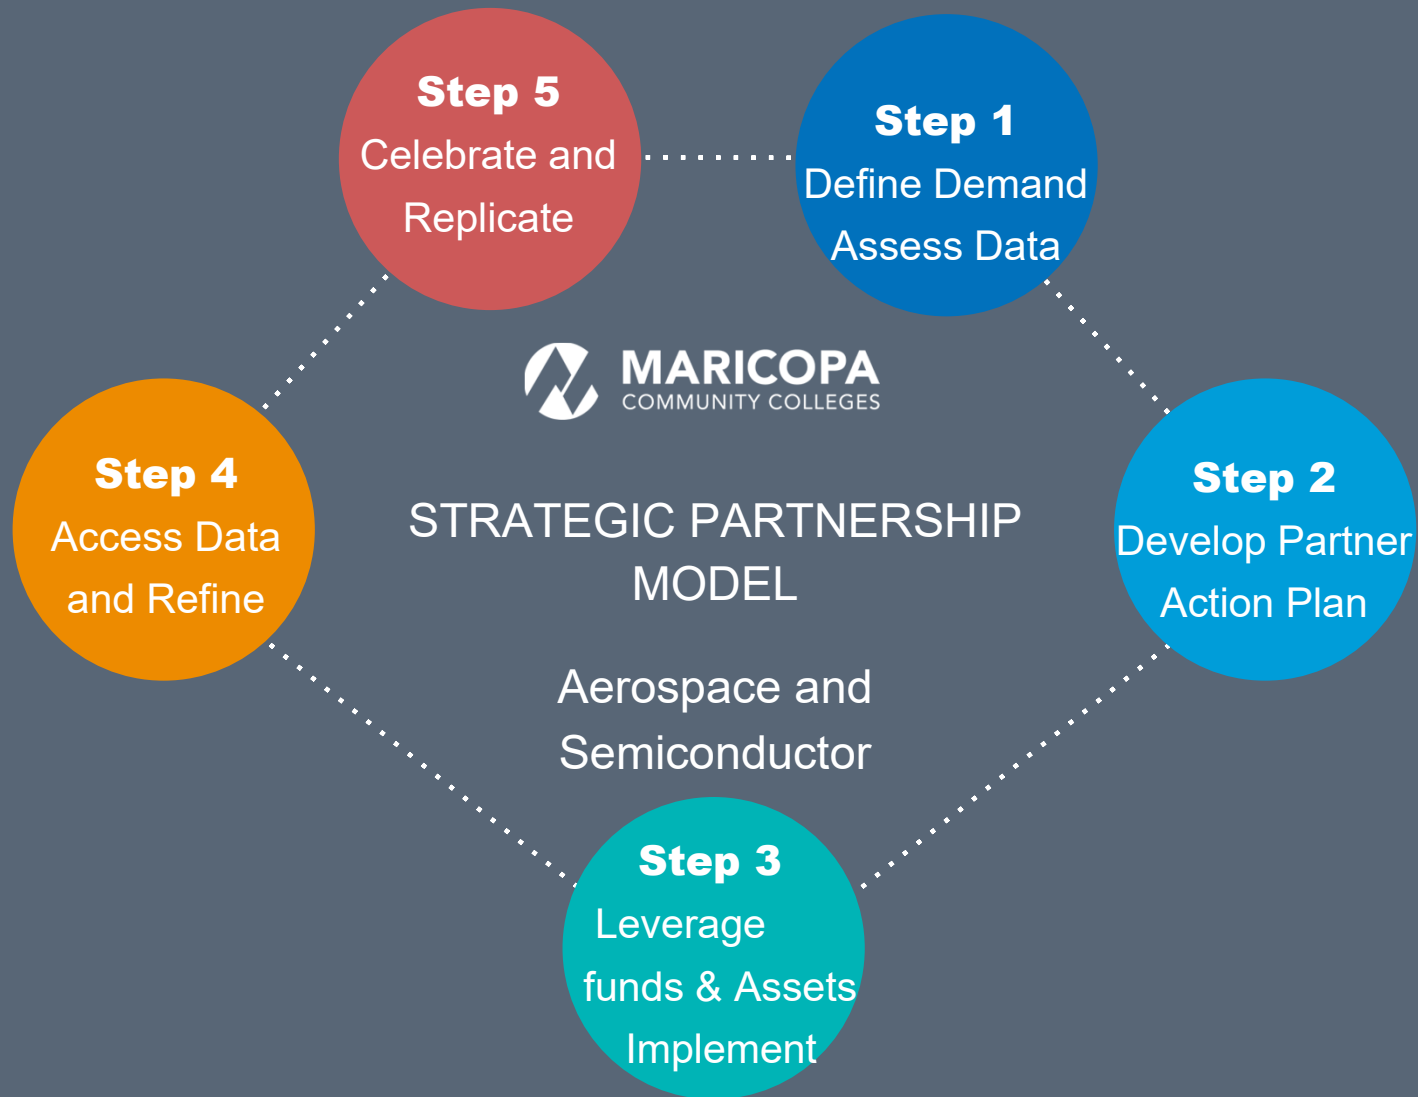 Step 1
Define Demand
Assess Data
Step 2
Develop Partner
Action Plan
Step 3
Leverage
funds & Assets
Implement
Step 4
Access Data
and Refine
Step 5
Celebrate and
Replicate
MARICOPA
COMMUNITY COLLEGES
STRATEGIC PARTNERSHIP
MODEL
Aerospace and
Semiconductor